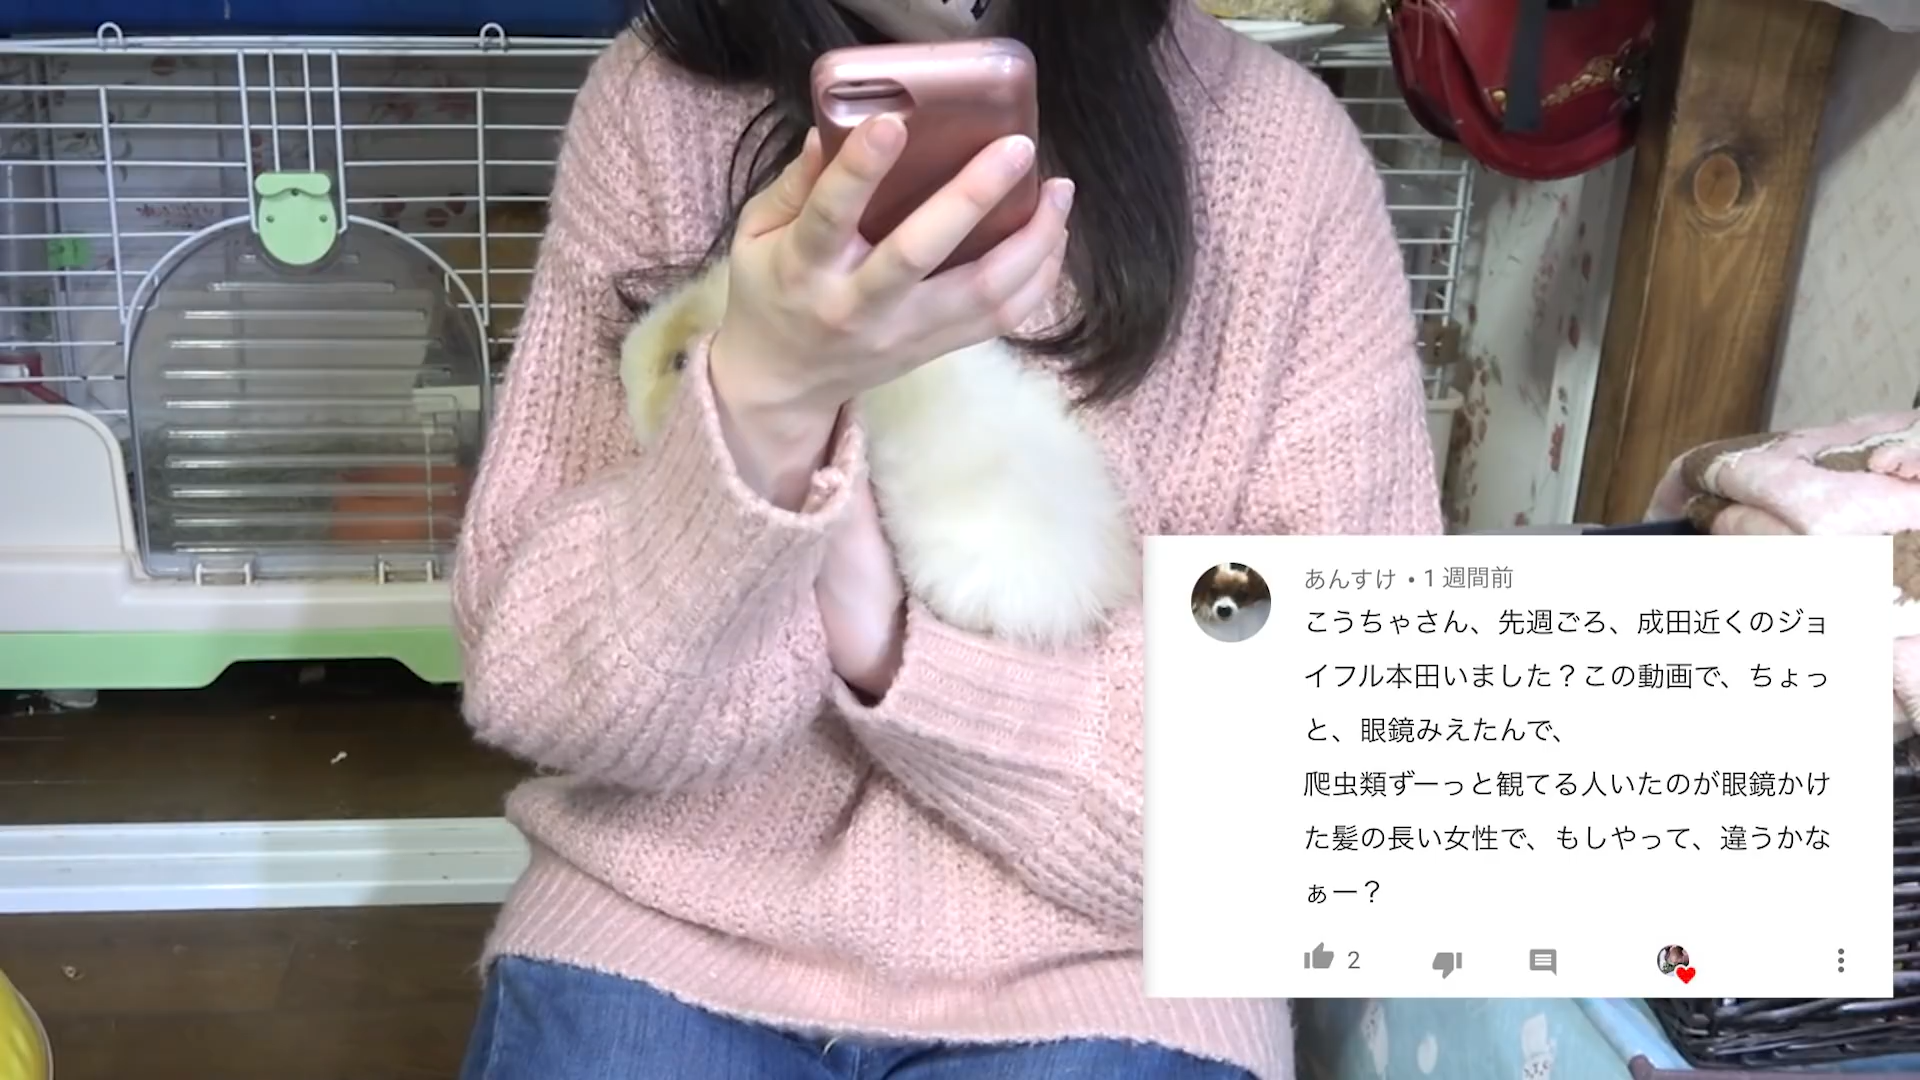 あんすけ • 1 週間前
こうちゃさん、先週ごろ、成田近くのジョ
イフル本田いました？この動画で、ちょっ
と、眼鏡みえたんで、
爬虫類ずーっと観てる人いたのが眼鏡かけ
た髪の長い女性で、もしやって、違うかな
ぁー？
2